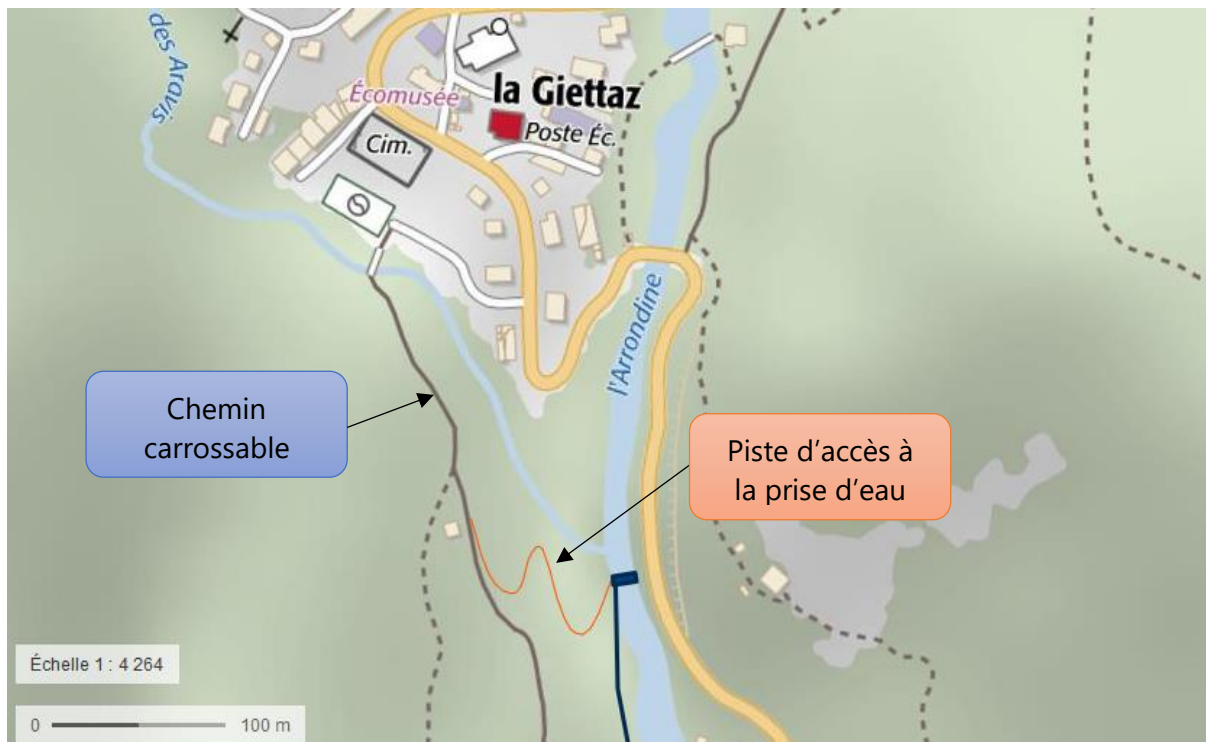 des Aravis
la Giettaz
Écomusée
Poste Éc.
Cim.
l'Arrondine
Chemin
carrossable
Piste d'accès à
la prise d'eau
Échelle 1 : 4 264
0 100 m